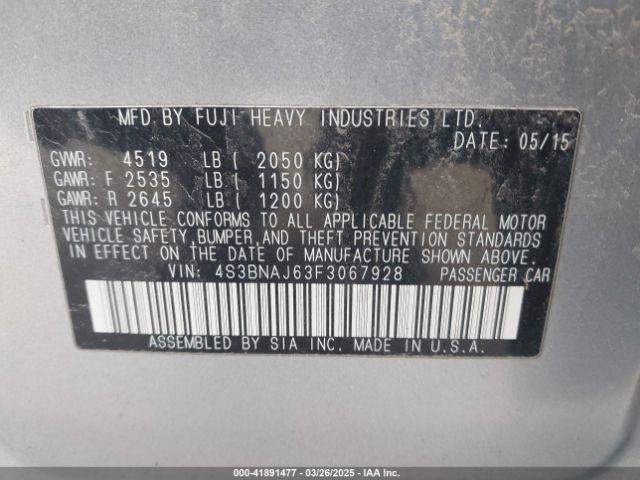 MFD BY FUJI HEAVY INDUSTRIES LTD.
DATE: 05/15
GVWR: 4519 LB ( 2050 KG)
GAWR: F 2535 LB ( 1150 KG)
GAWR: R 2645 LB ( 1200 KG)
THIS VEHICLE CONFORMS TO ALL APPLICABLE FEDERAL MOTOR
VEHICLE SAFETY, BUMPER, AND THEFT PREVENTION STANDARDS
IN EFFECT ON THE DATE OF MANUFACTURE SHOWN ABOVE.
VIN: 4S3BNAJ63F3067928 PASSENGER CAR
ASSEMBLED BY SIA INC. MADE IN U.S.A.
000-41891477 — 03/26/2025 — IAA Inc.